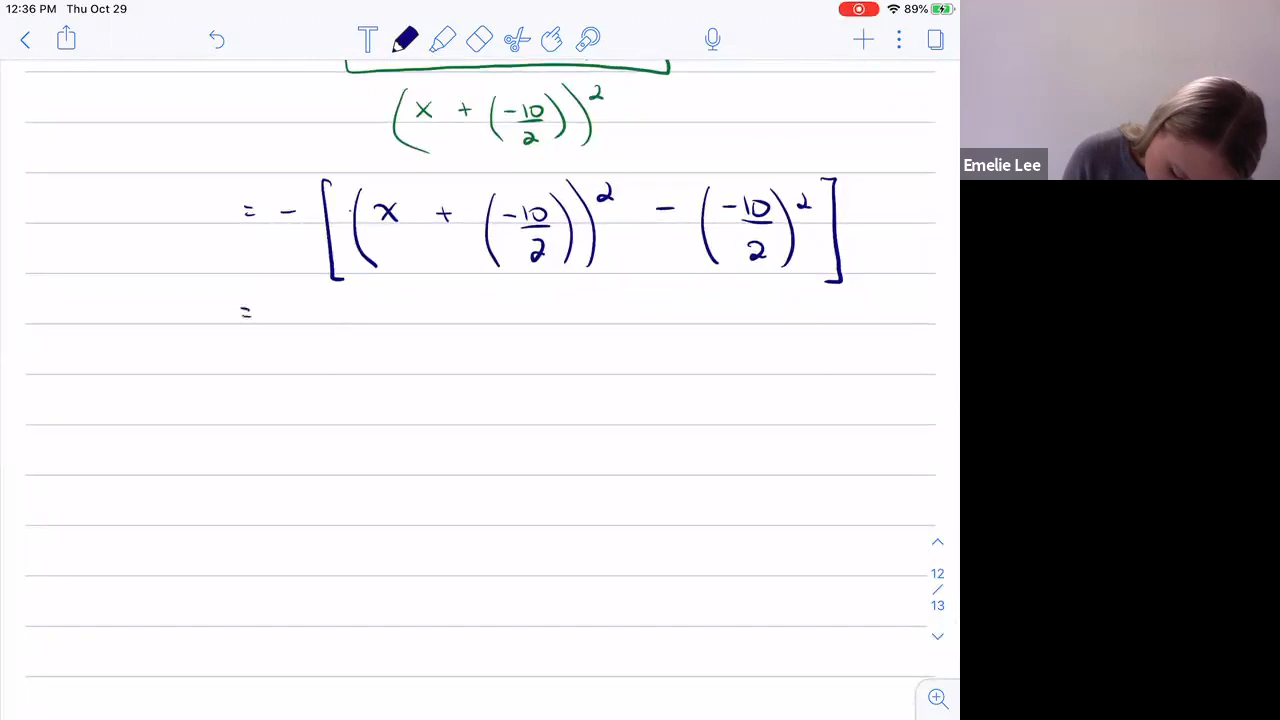 12:36 PM Thu Oct 29
89%
T
(x + (-10/2))²
Emelie Lee
= - [(x + (-10/2))² - (-10/2)²]
=
12
/
13